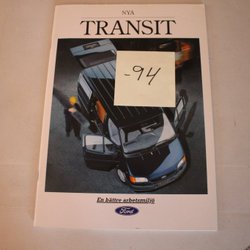 NYA
TRANSIT
-94
En bättre arbetsmiljö
Ford